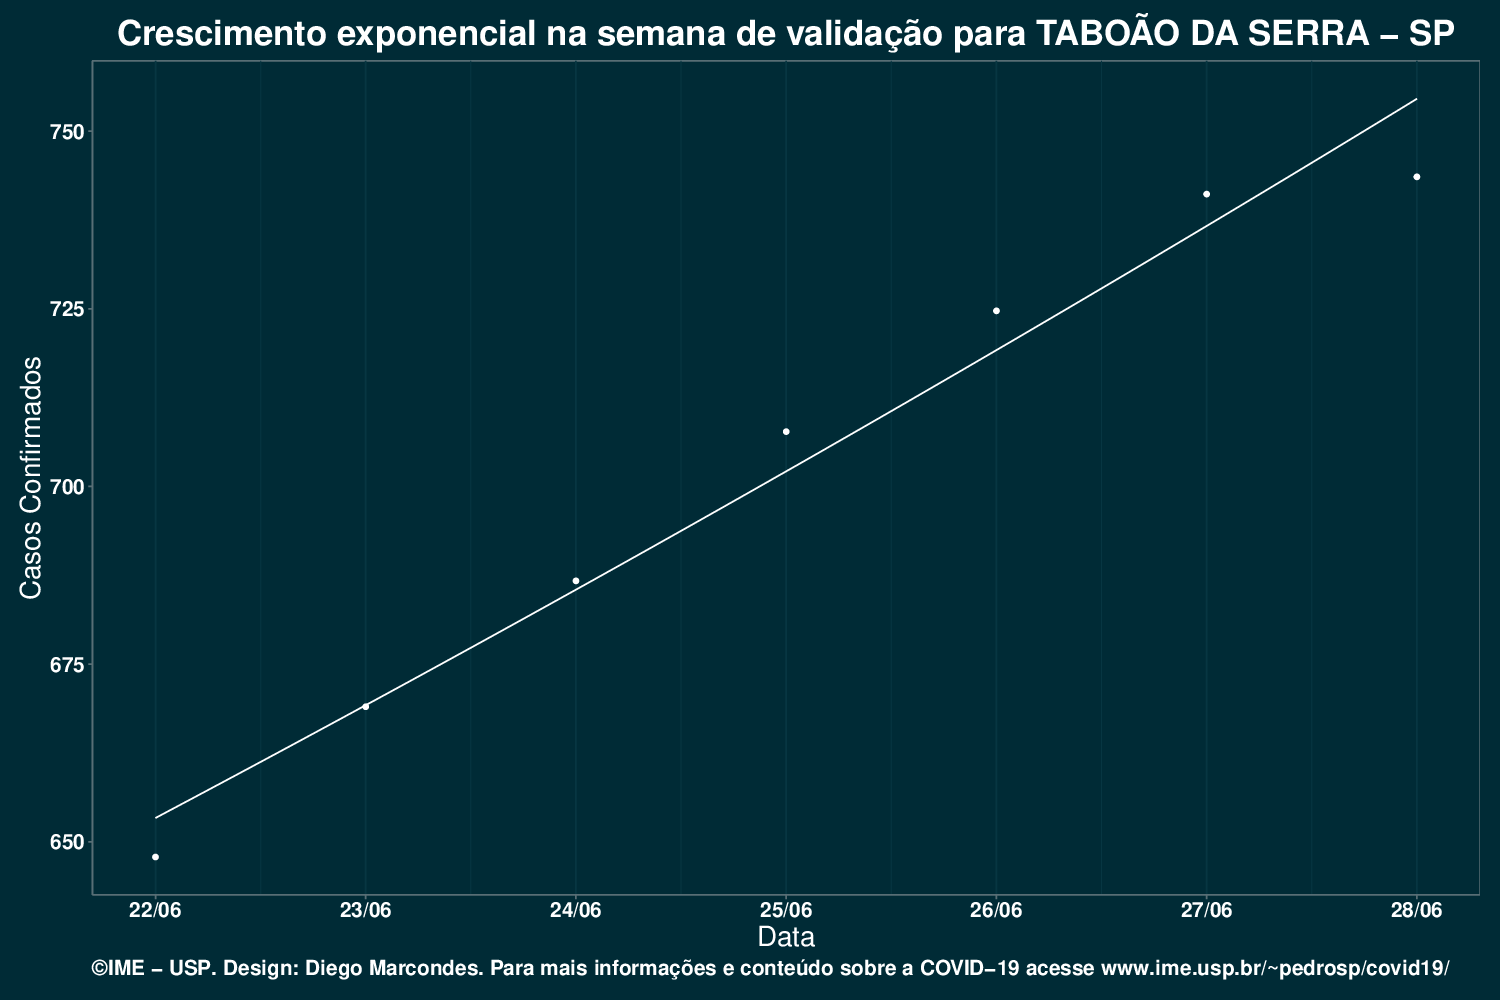 Crescimento exponencial na semana de validação para TABOÃO DA SERRA – SP
750
725
700
675
650
Casos Confirmados
22/06 23/06 24/06 25/06 26/06 27/06 28/06
Data
©IME – USP. Design: Diego Marcondes. Para mais informações e conteúdo sobre a COVID–19 acesse www.ime.usp.br/~pedrosp/covid19/